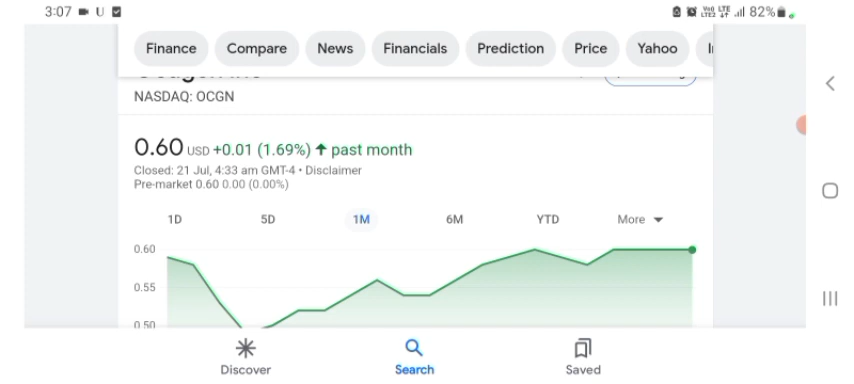 3:07 U 82%
Finance Compare News Financials Prediction Price Yahoo
NASDAQ: OCGN
0.60 USD +0.01 (1.69%) ↑ past month
Closed: 21 Jul, 4:33 am GMT-4 • Disclaimer
Pre-market 0.60 0.00 (0.00%)
1D 5D 1M 6M YTD More
0.60
0.55
0.50
Discover Search Saved